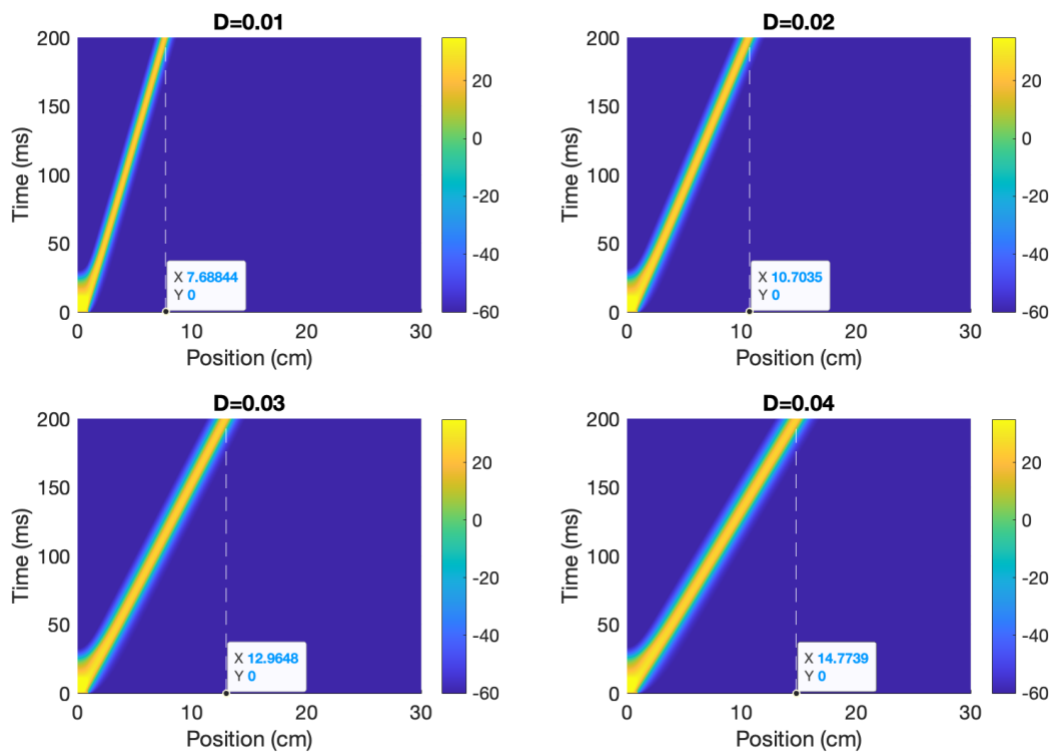 D=0.01
200
150
100
50
0
Time (ms)
X 7.68844
Y 0
0
10
20
30
Position (cm)
20
0
-20
-40
-60
D=0.02
200
150
100
50
0
Time (ms)
X 10.7035
Y 0
0
10
20
30
Position (cm)
20
0
-20
-40
-60
D=0.03
200
150
100
50
0
Time (ms)
X 12.9648
Y 0
0
10
20
30
Position (cm)
20
0
-20
-40
-60
D=0.04
200
150
100
50
0
Time (ms)
X 14.7739
Y 0
0
10
20
30
Position (cm)
20
0
-20
-40
-60